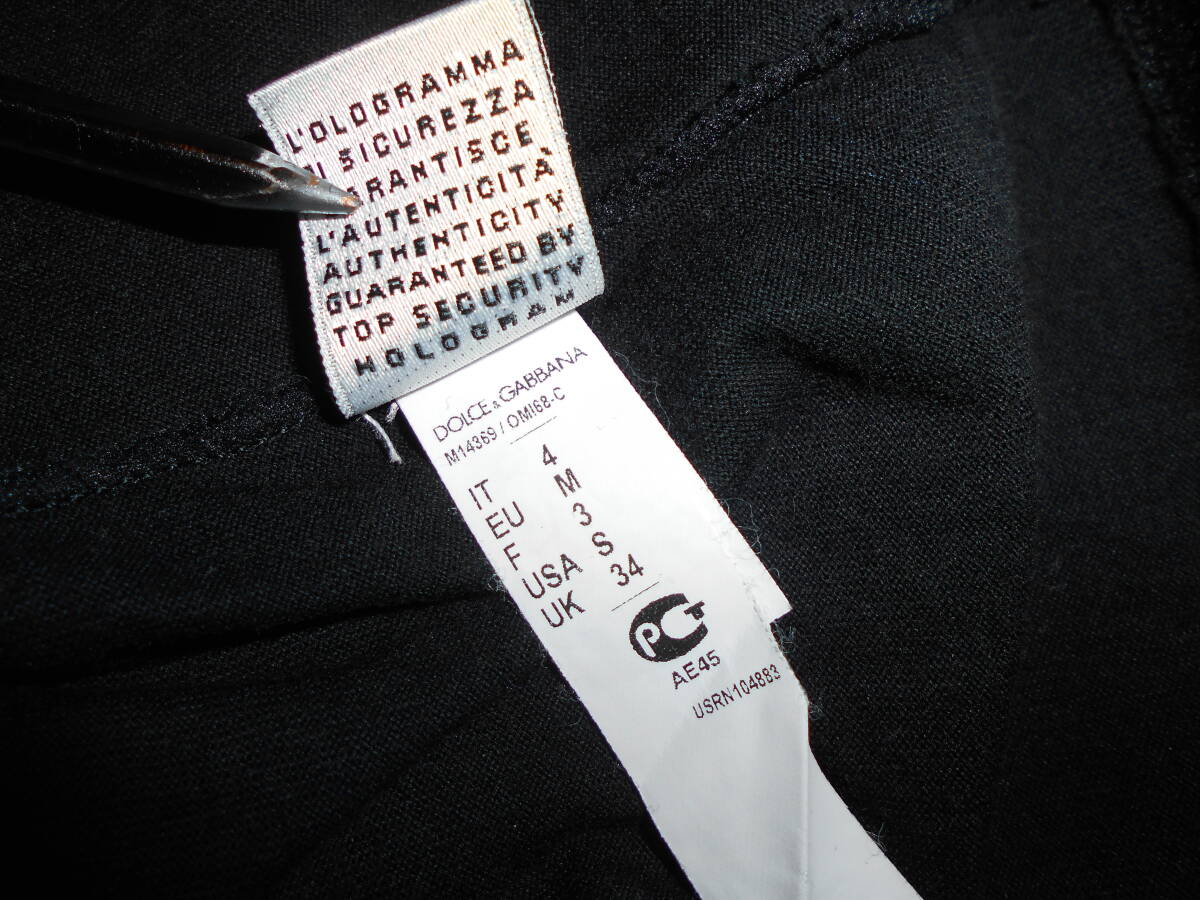 L'OLOGRAMMA
DI SICUREZZA
GARANTISCE
L'AUTENTICITÀ
AUTHENTICITY
GUARANTEED BY
TOP SECURITY
HOLOGRAM
DOLCE & GABBANA
M14369 / OMI68-C
IT 4
EU M
F 3
USA S
UK 34
PCT
AE45
USRN104883